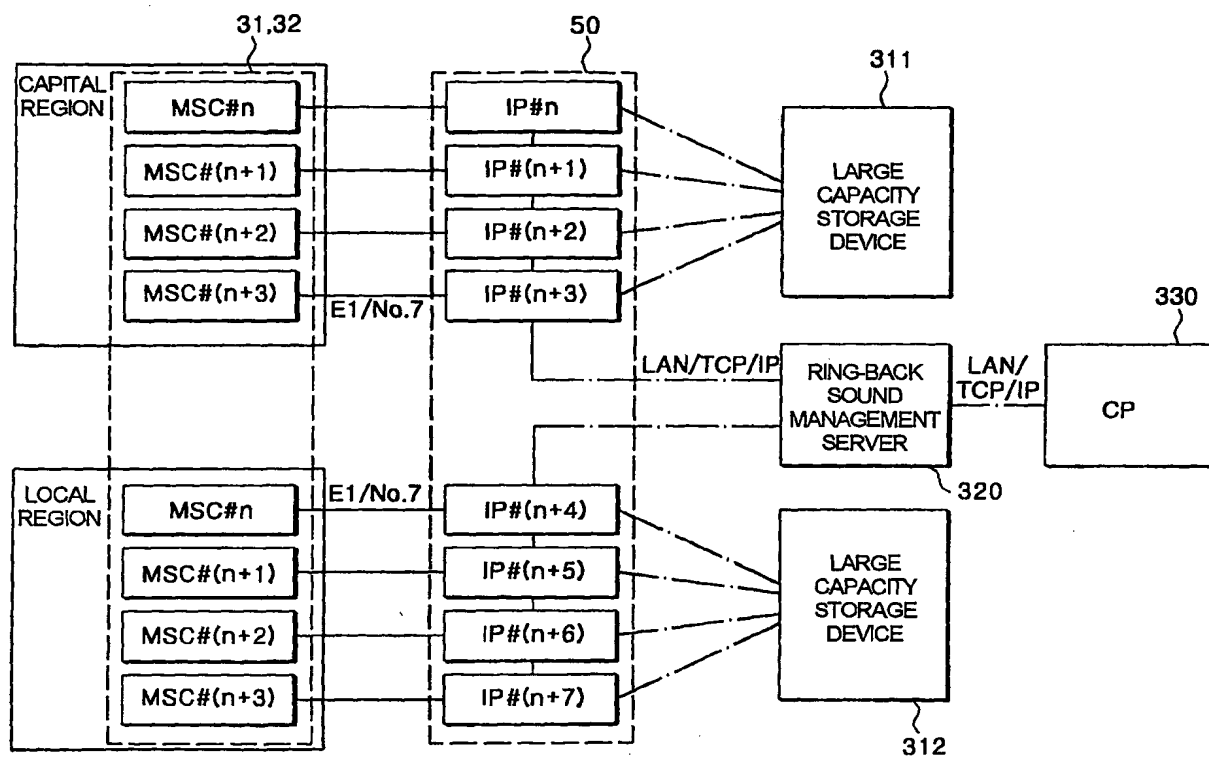 31,32
50
311
CAPITAL
REGION
MSC#n
IP#n
MSC#(n+1)
IP#(n+1)
MSC#(n+2)
IP#(n+2)
MSC#(n+3)
E1/No.7
IP#(n+3)
LARGE
CAPACITY
STORAGE
DEVICE
330
LAN/TCP/IP
RING-BACK
SOUND
MANAGEMENT
SERVER
LAN/
TCP/IP
CP
320
LOCAL
REGION
MSC#n
E1/No.7
IP#(n+4)
MSC#(n+1)
IP#(n+5)
MSC#(n+2)
IP#(n+6)
MSC#(n+3)
IP#(n+7)
LARGE
CAPACITY
STORAGE
DEVICE
312